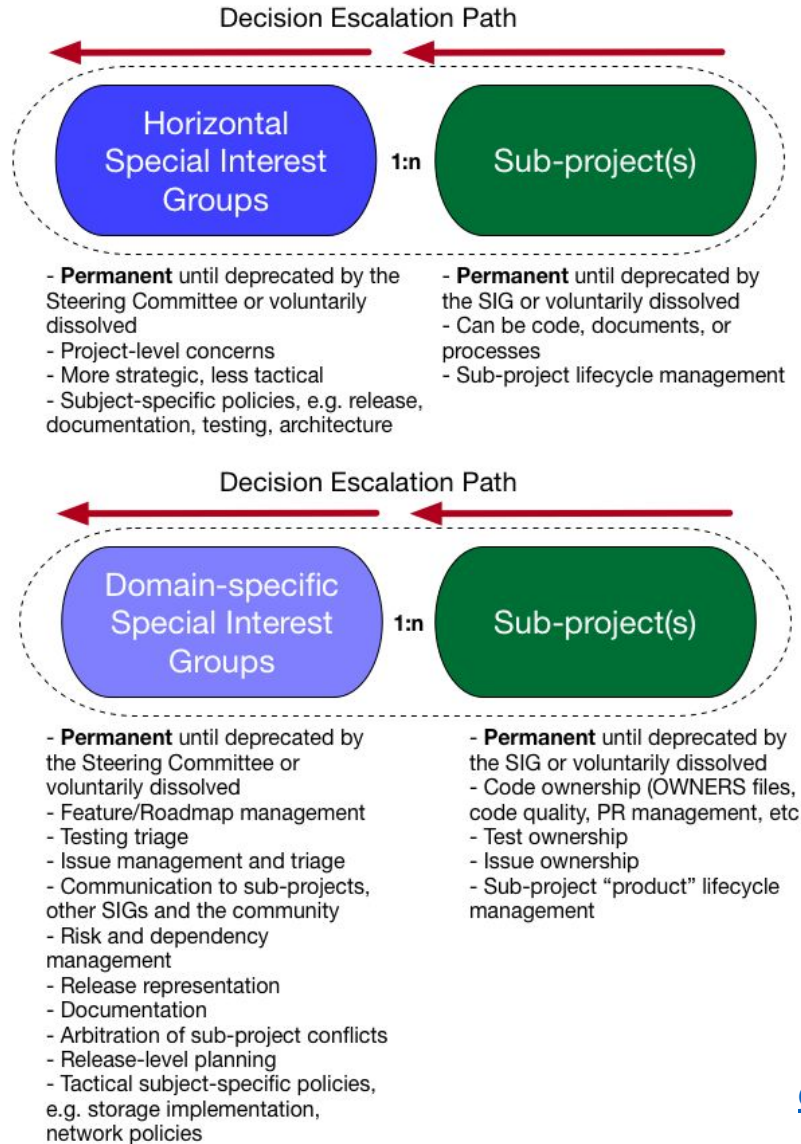 Decision Escalation Path
Horizontal
Special Interest
Groups
1:n
Sub-project(s)
- Permanent until deprecated by the
Steering Committee or voluntarily
dissolved
- Project-level concerns
- More strategic, less tactical
- Subject-specific policies, e.g. release,
documentation, testing, architecture
- Permanent until deprecated by
the SIG or voluntarily dissolved
- Can be code, documents, or
processes
- Sub-project lifecycle management
Decision Escalation Path
Domain-specific
Special Interest
Groups
1:n
Sub-project(s)
- Permanent until deprecated by
the Steering Committee or
voluntarily dissolved
- Feature/Roadmap management
- Testing triage
- Issue management and triage
- Communication to sub-projects,
other SIGs and the community
- Risk and dependency
management
- Release representation
- Documentation
- Arbitration of sub-project conflicts
- Release-level planning
- Tactical subject-specific policies,
e.g. storage implementation,
network policies
- Permanent until deprecated by
the SIG or voluntarily dissolved
- Code ownership (OWNERS files,
code quality, PR management, etc
- Test ownership
- Issue ownership
- Sub-project “product” lifecycle
management